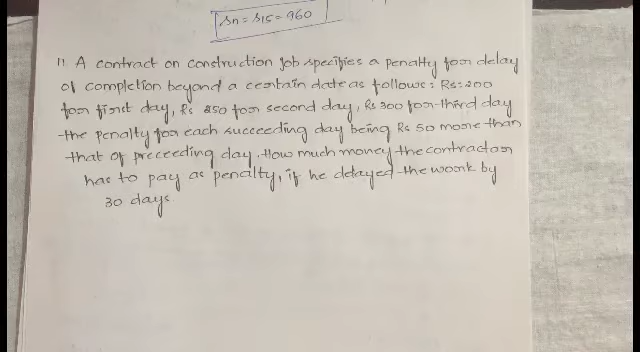 Sn = S15 = 960
11 A contract on construction job specifies a penalty for delay
of completion beyond a certain date as follows: Rs: 200
for first day, Rs 250 for second day, Rs 300 for third day
the penalty for each succeeding day being Rs 50 more than
that of preceeding day. How much money the contractor
has to pay as penalty, if he delayed the work by
30 days